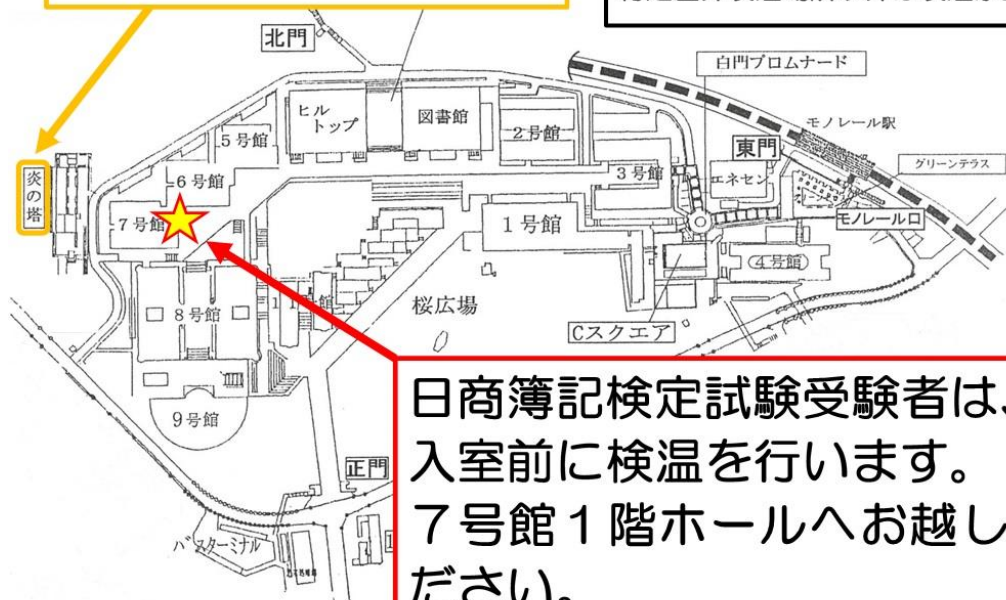 北門
白門プロムナード
モノレール駅
ヒル
トップ
図書館
2号館
5号館
東門
グリーンテラス
炎の塔
6号館
3号館
エネセン
7号館
1号館
モノレール口
4号館
8号館
桜広場
Cスクエア
9号館
正門
バスターミナル
日商簿記検定試験受験者は、
入室前に検温を行います。
7号館1階ホールへお越し
ださい。